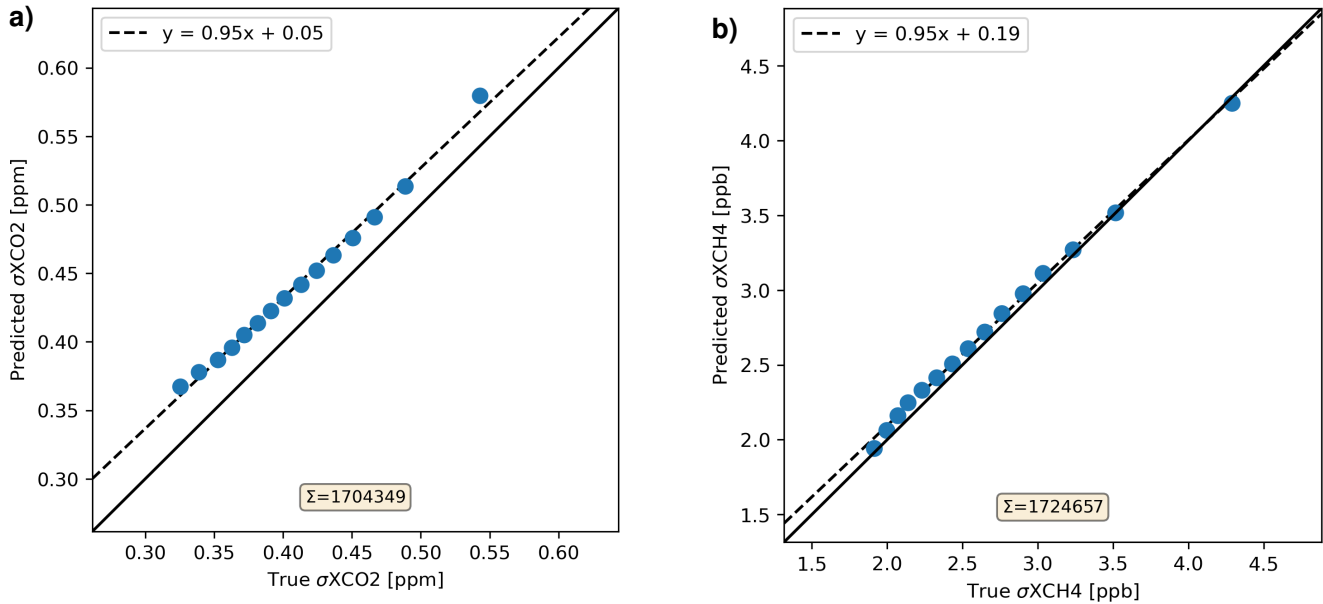 a)
y = 0.95x + 0.05
0.60
0.55
0.50
0.45
0.40
0.35
0.30
Predicted σXCO2 [ppm]
Σ=1704349
0.30 0.35 0.40 0.45 0.50 0.55 0.60
True σXCO2 [ppm]
b)
y = 0.95x + 0.19
4.5
4.0
3.5
3.0
2.5
2.0
1.5
Predicted σXCH4 [ppb]
Σ=1724657
1.5 2.0 2.5 3.0 3.5 4.0 4.5
True σXCH4 [ppb]